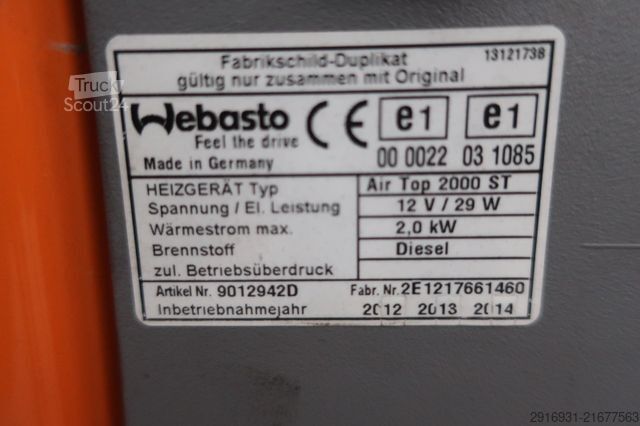 Fabrikschild-Duplikat 13121738
gültig nur zusammen mit Original
Truck
Scout24
Webasto CE e1 e1
Feel the drive
Made in Germany 00 0022 03 1085
HEIZGERÄT Typ Air Top 2000 ST
Spannung / El. Leistung 12 V / 29 W
Wärmestrom max. 2,0 kW
Brennstoff Diesel
zul. Betriebsüberdruck
Artikel Nr. 9012942D Fabr. Nr. 2E1217661460
Inbetriebnahmejahr 2012 2013 2014
2916931-21677563